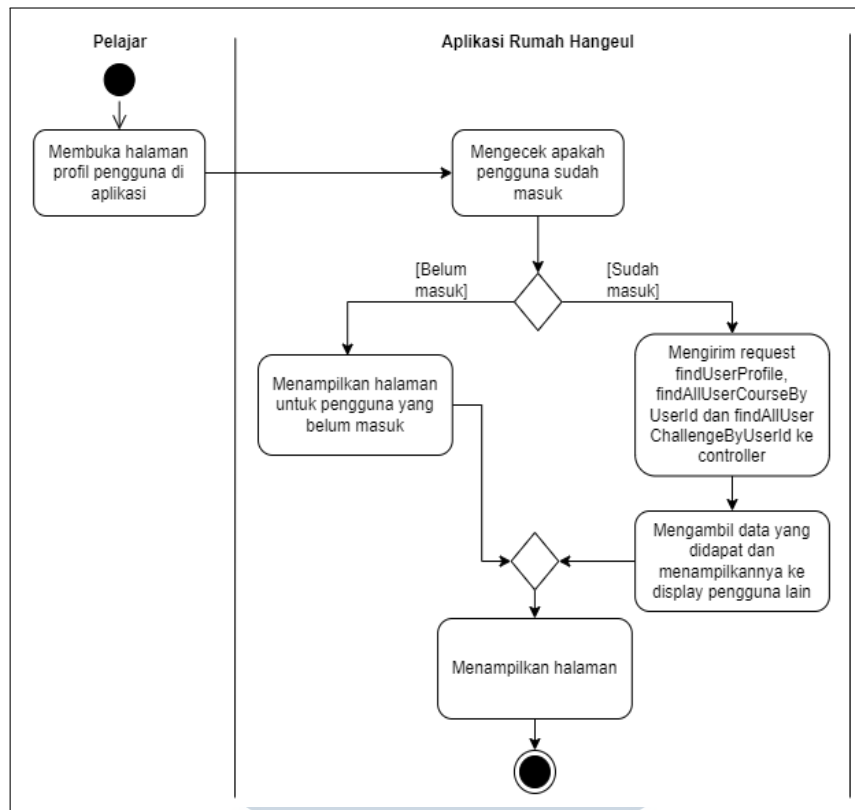 Pelajar
Aplikasi Rumah Hangeul
Membuka halaman
profil pengguna di
aplikasi
Mengecek apakah
pengguna sudah
masuk
[Belum
masuk]
[Sudah
masuk]
Menampilkan halaman
untuk pengguna yang
belum masuk
Mengirim request
findUserProfile,
findAllUserCourseBy
UserId dan findAllUser
ChallengeByUserId ke
controller
Mengambil data yang
didapat dan
menampilkannya ke
display pengguna lain
Menampilkan halaman